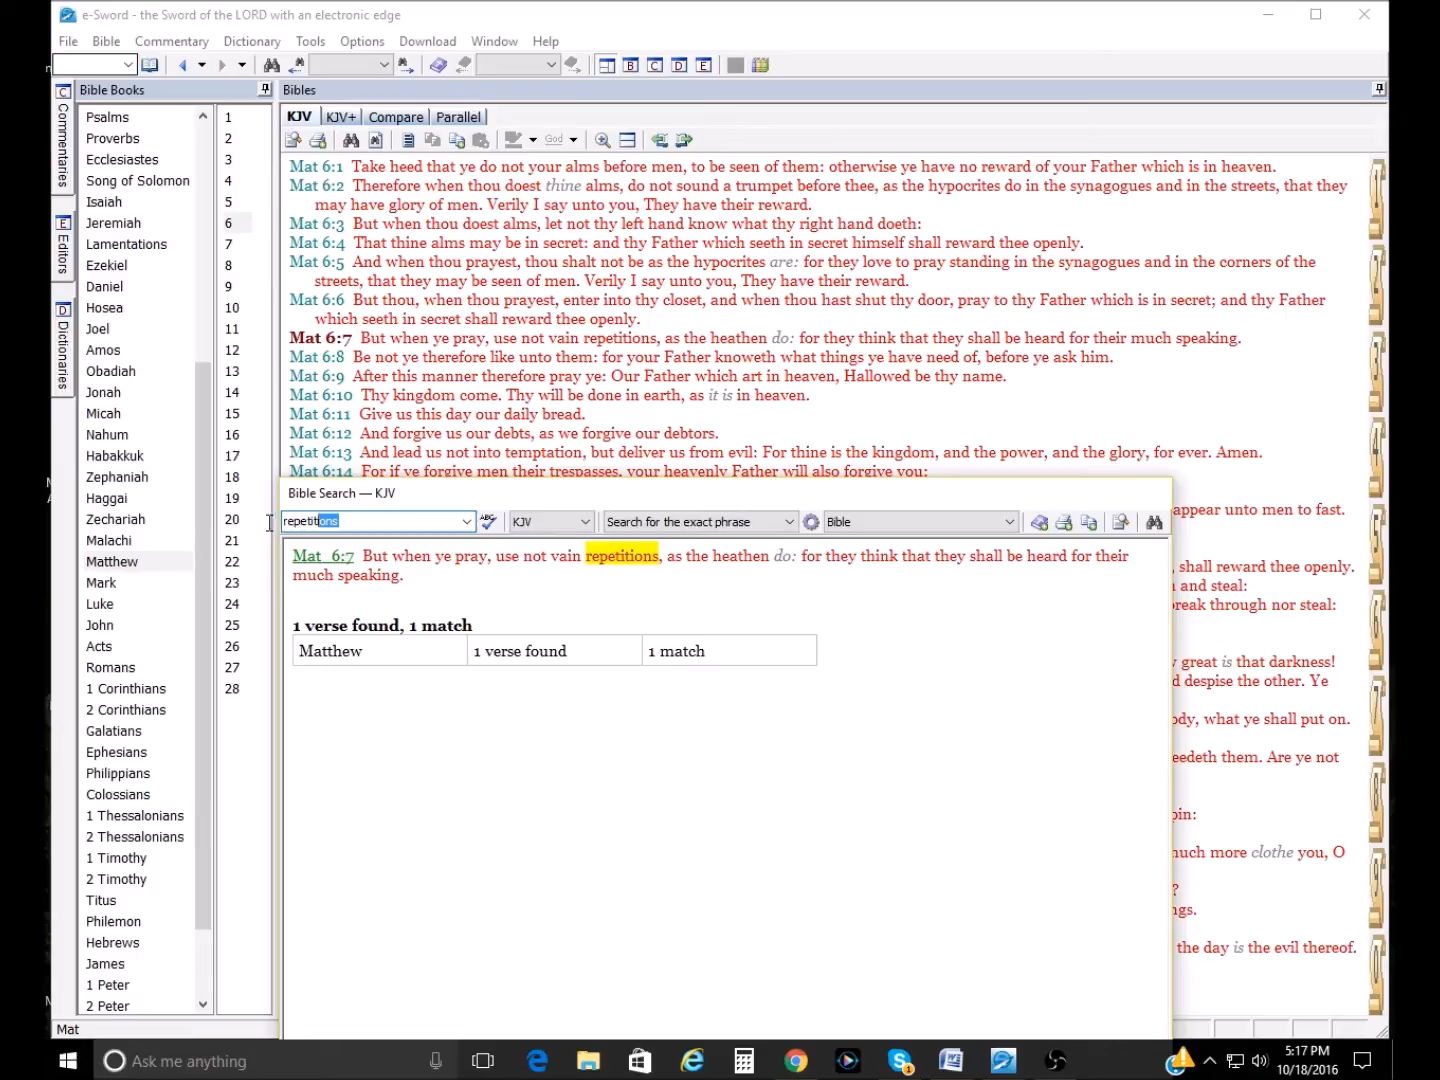 e-Sword - the Sword of the LORD with an electronic edge
File Bible Commentary Dictionary Tools Options Download Window Help
B C D E
C Commentaries
E Editors
D Dictionaries
Bible Books
Psalms
Proverbs
Ecclesiastes
Song of Solomon
Isaiah
Jeremiah
Lamentations
Ezekiel
Daniel
Hosea
Joel
Amos
Obadiah
Jonah
Micah
Nahum
Habakkuk
Zephaniah
Haggai
Zechariah
Malachi
Matthew
Mark
Luke
John
Acts
Romans
1 Corinthians
2 Corinthians
Galatians
Ephesians
Philippians
Colossians
1 Thessalonians
2 Thessalonians
1 Timothy
2 Timothy
Titus
Philemon
Hebrews
James
1 Peter
2 Peter
1
2
3
4
5
6
7
8
9
10
11
12
13
14
15
16
17
18
19
20
21
22
23
24
25
26
27
28
Bibles
KJV KJV+ Compare Parallel
God
Mat 6:1 Take heed that ye do not your alms before men, to be seen of them: otherwise ye have no reward of your Father which is in heaven.
Mat 6:2 Therefore when thou doest thine alms, do not sound a trumpet before thee, as the hypocrites do in the synagogues and in the streets, that they
may have glory of men. Verily I say unto you, They have their reward.
Mat 6:3 But when thou doest alms, let not thy left hand know what thy right hand doeth:
Mat 6:4 That thine alms may be in secret: and thy Father which seeth in secret himself shall reward thee openly.
Mat 6:5 And when thou prayest, thou shalt not be as the hypocrites are: for they love to pray standing in the synagogues and in the corners of the
streets, that they may be seen of men. Verily I say unto you, They have their reward.
Mat 6:6 But thou, when thou prayest, enter into thy closet, and when thou hast shut thy door, pray to thy Father which is in secret; and thy Father
which seeth in secret shall reward thee openly.
Mat 6:7 But when ye pray, use not vain repetitions, as the heathen do: for they think that they shall be heard for their much speaking.
Mat 6:8 Be not ye therefore like unto them: for your Father knoweth what things ye have need of, before ye ask him.
Mat 6:9 After this manner therefore pray ye: Our Father which art in heaven, Hallowed be thy name.
Mat 6:10 Thy kingdom come. Thy will be done in earth, as it is in heaven.
Mat 6:11 Give us this day our daily bread.
Mat 6:12 And forgive us our debts, as we forgive our debtors.
Mat 6:13 And lead us not into temptation, but deliver us from evil: For thine is the kingdom, and the power, and the glory, for ever. Amen.
Mat 6:14 For if ye forgive men their trespasses, your heavenly Father will also forgive you:
Bible Search — KJV
repetitons KJV Search for the exact phrase Bible
Mat_6:7 But when ye pray, use not vain repetitions, as the heathen do: for they think that they shall be heard for their
much speaking.
1 verse found, 1 match
Matthew 1 verse found 1 match
appear unto men to fast.
shall reward thee openly.
and steal:
break through nor steal:
great is that darkness!
despise the other. Ye
what ye shall put on.
them. Are ye not
much more clothe you, O
?
the day is the evil thereof.
Mat
Ask me anything
5:17 PM
10/18/2016